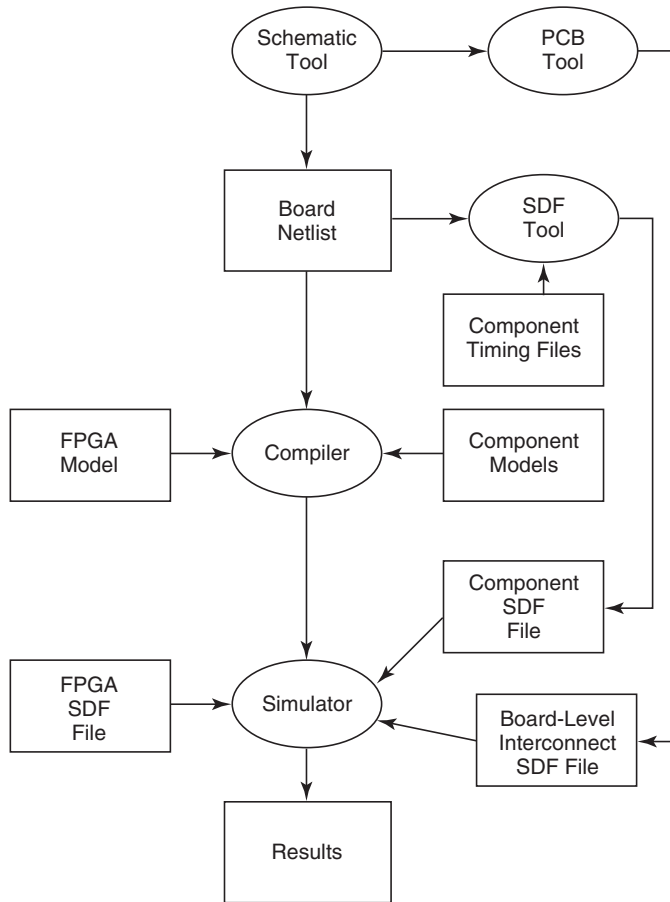 Schematic
Tool
PCB
Tool
Board
Netlist
SDF
Tool
Component
Timing Files
FPGA
Model
Compiler
Component
Models
Component
SDF
File
FPGA
SDF
File
Simulator
Board-Level
Interconnect
SDF File
Results